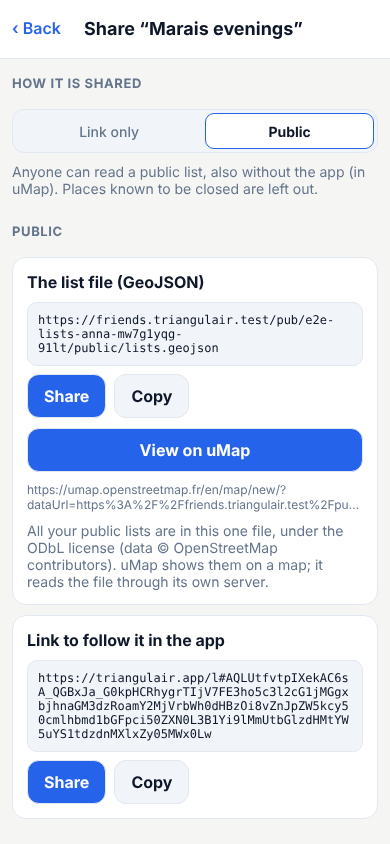 ‹ Back Share “Marais evenings”
HOW IT IS SHARED
Link only Public
Anyone can read a public list, also without the app (in
uMap). Places known to be closed are left out.
PUBLIC
The list file (GeoJSON)
https://friends.triangulair.test/pub/e2e-
lists-anna-mw7g1yqg-
91lt/public/lists.geojson
Share Copy
View on uMap
https://umap.openstreetmap.fr/en/map/new/?
dataUrl=https%3A%2F%2Ffriends.triangulair.test%2Fpu…
All your public lists are in this one file, under the
ODbL license (data © OpenStreetMap
contributors). uMap shows them on a map; it
reads the file through its own server.
Link to follow it in the app
https://triangulair.app/l#AQLUtfvtpIXekAC6s
A_QGBxJa_G0kpHCRhygrTIjV7FE3ho5c3l2cG1jMGgx
bjhnaGM3dzRoamY2MjVrbWh0dHBzOi8vZnJpZW5kcy5
0cmlhbmd1bGFpci50ZXN0L3B1Yi9lMmUtbGlzdHMtYW
5uYS1tdzdnMXlxZy05MWx0Lw
Share Copy